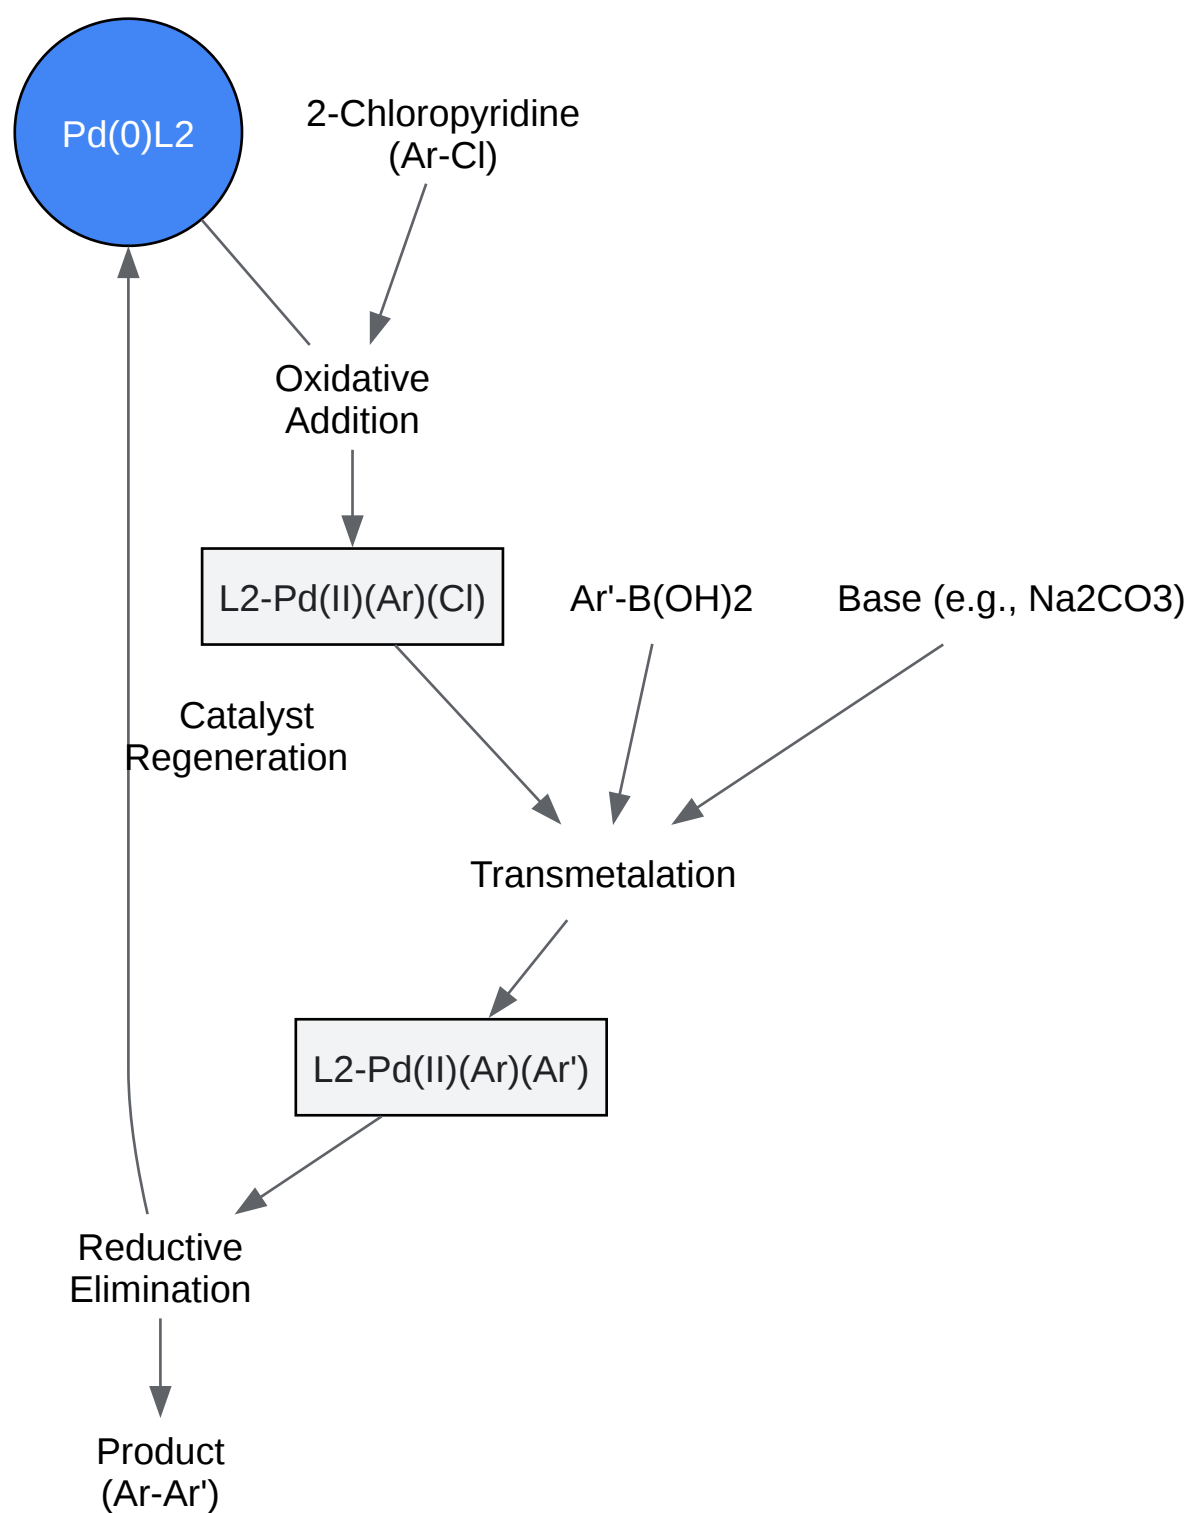 Pd(0)L2
2-Chloropyridine
(Ar-Cl)
Oxidative
Addition
L2-Pd(II)(Ar)(Cl)
Ar'-B(OH)2
Base (e.g., Na2CO3)
Catalyst
Regeneration
Transmetalation
L2-Pd(II)(Ar)(Ar')
Reductive
Elimination
Product
(Ar-Ar')